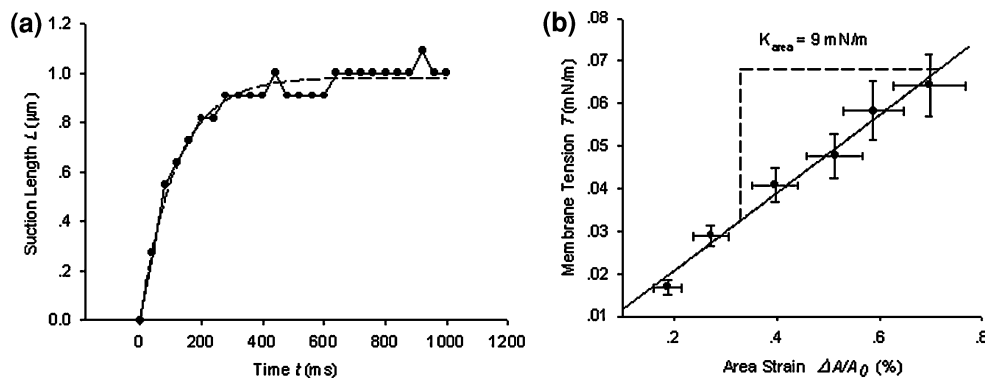 (a)
1.2
1.0
.8
.6
.4
.2
0.0
0 200 400 600 800 1000 1200
Suction Length L (µm)
Time t (ms)
(b)
.08
.07
.06
.05
.04
.03
.02
.01
.2 .4 .6 .8
K area = 9 mN/m
Membrane Tension T (mN/m)
Area Strain ΔA/A0 (%)